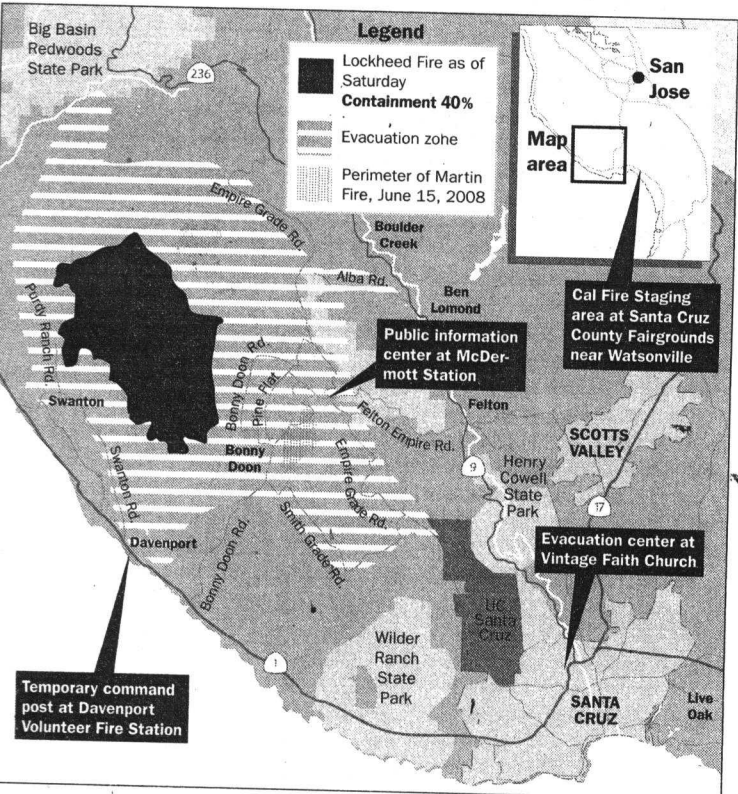 Big Basin
Redwoods
State Park
236
Legend
Lockheed Fire as of
Saturday
Containment 40%
Evacuation zohe
Perimeter of Martin
Fire, June 15, 2008
San
Jose
Map
area
Empire Grade Rd.
Boulder
Creek
Alba Rd.
Ben
Lomond
Cal Fire Staging
area at Santa Cruz
County Fairgrounds
near Watsonville
Public information
center at McDer-
mott Station
Purdy Ranch Rd.
Swanton
Bonny Doon Rd.
Pine Flat
Felton
Felton Empire Rd.
Bonny
Doon
Empire Grade Rd.
SCOTTS
VALLEY
9
Henry
Cowell
State
Park
17
Swanton Rd.
Smith Grade Rd.
Davenport
Bonny Doon Rd.
Evacuation center at
Vintage Faith Church
UC
Santa
Cruz
Wilder
Ranch
State
Park
1
Temporary command
post at Davenport
Volunteer Fire Station
SANTA
CRUZ
Live
Oak